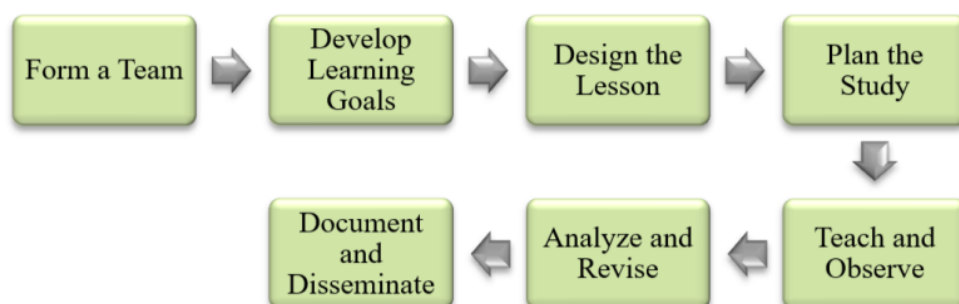 Form a Team
Develop
Learning
Goals
Design the
Lesson
Plan the
Study
Teach and
Observe
Analyze and
Revise
Document
and
Disseminate